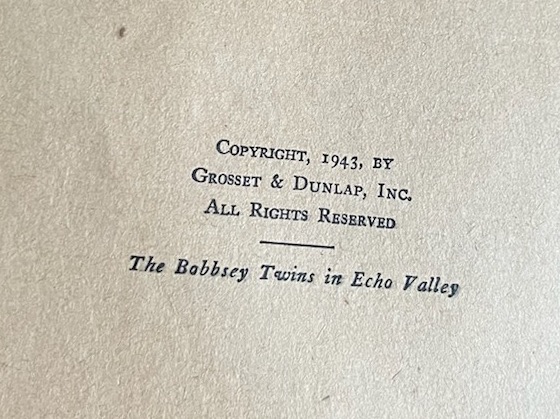 Copyright, 1943, by
Grosset & Dunlap, Inc.
All Rights Reserved
The Bobbsey Twins in Echo Valley